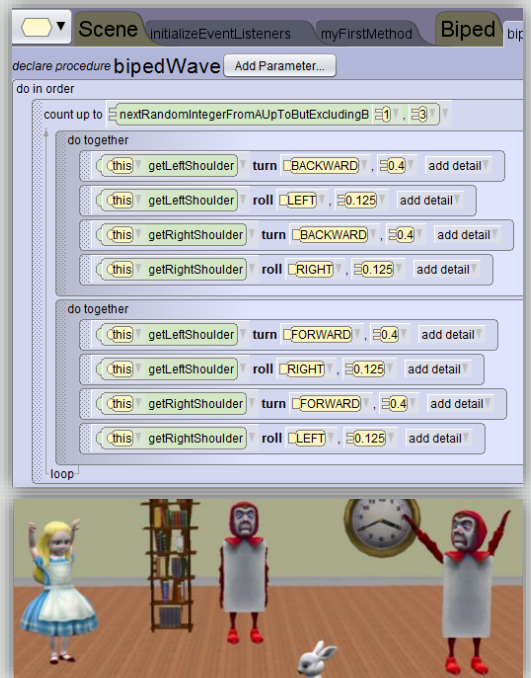 Scene initializeEventListeners myFirstMethod Biped bip
declare procedure bipedWave Add Parameter...
do in order
count up to nextRandomIntegerFromAUpToButExcludingB 1 , 3
do together
this getLeftShoulder turn BACKWARD , 0.4 add detail
this getLeftShoulder roll LEFT , 0.125 add detail
this getRightShoulder turn BACKWARD , 0.4 add detail
this getRightShoulder roll RIGHT , 0.125 add detail
do together
this getLeftShoulder turn FORWARD , 0.4 add detail
this getLeftShoulder roll RIGHT , 0.125 add detail
this getRightShoulder turn FORWARD , 0.4 add detail
this getRightShoulder roll LEFT , 0.125 add detail
loop